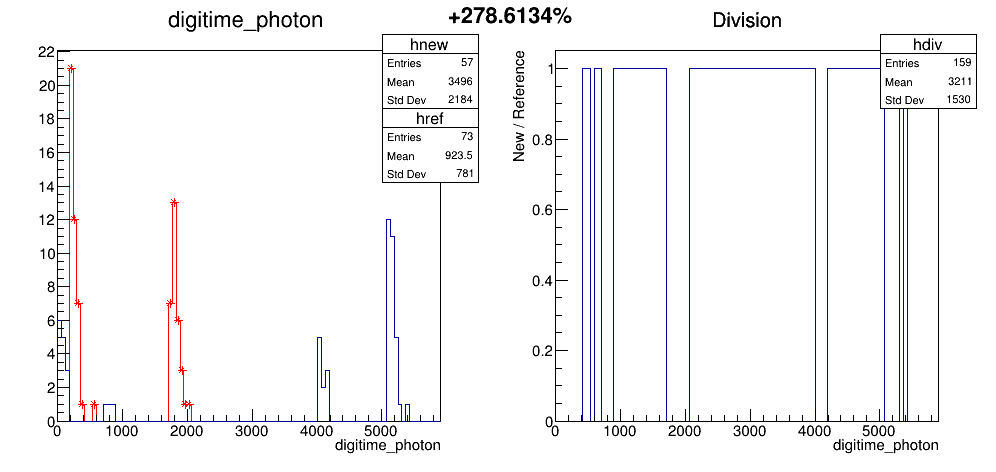 +278.6134%
digitime_photon
hnew
Entries 57
Mean 3496
Std Dev 2184
href
Entries 73
Mean 923.5
Std Dev 781
22
20
18
16
14
12
10
8
6
4
2
0
0 1000 2000 3000 4000 5000
digitime_photon
Division
hdiv
Entries 159
Mean 3211
Std Dev 1530
New / Reference
1
0.8
0.6
0.4
0.2
0
0 1000 2000 3000 4000 5000
digitime_photon